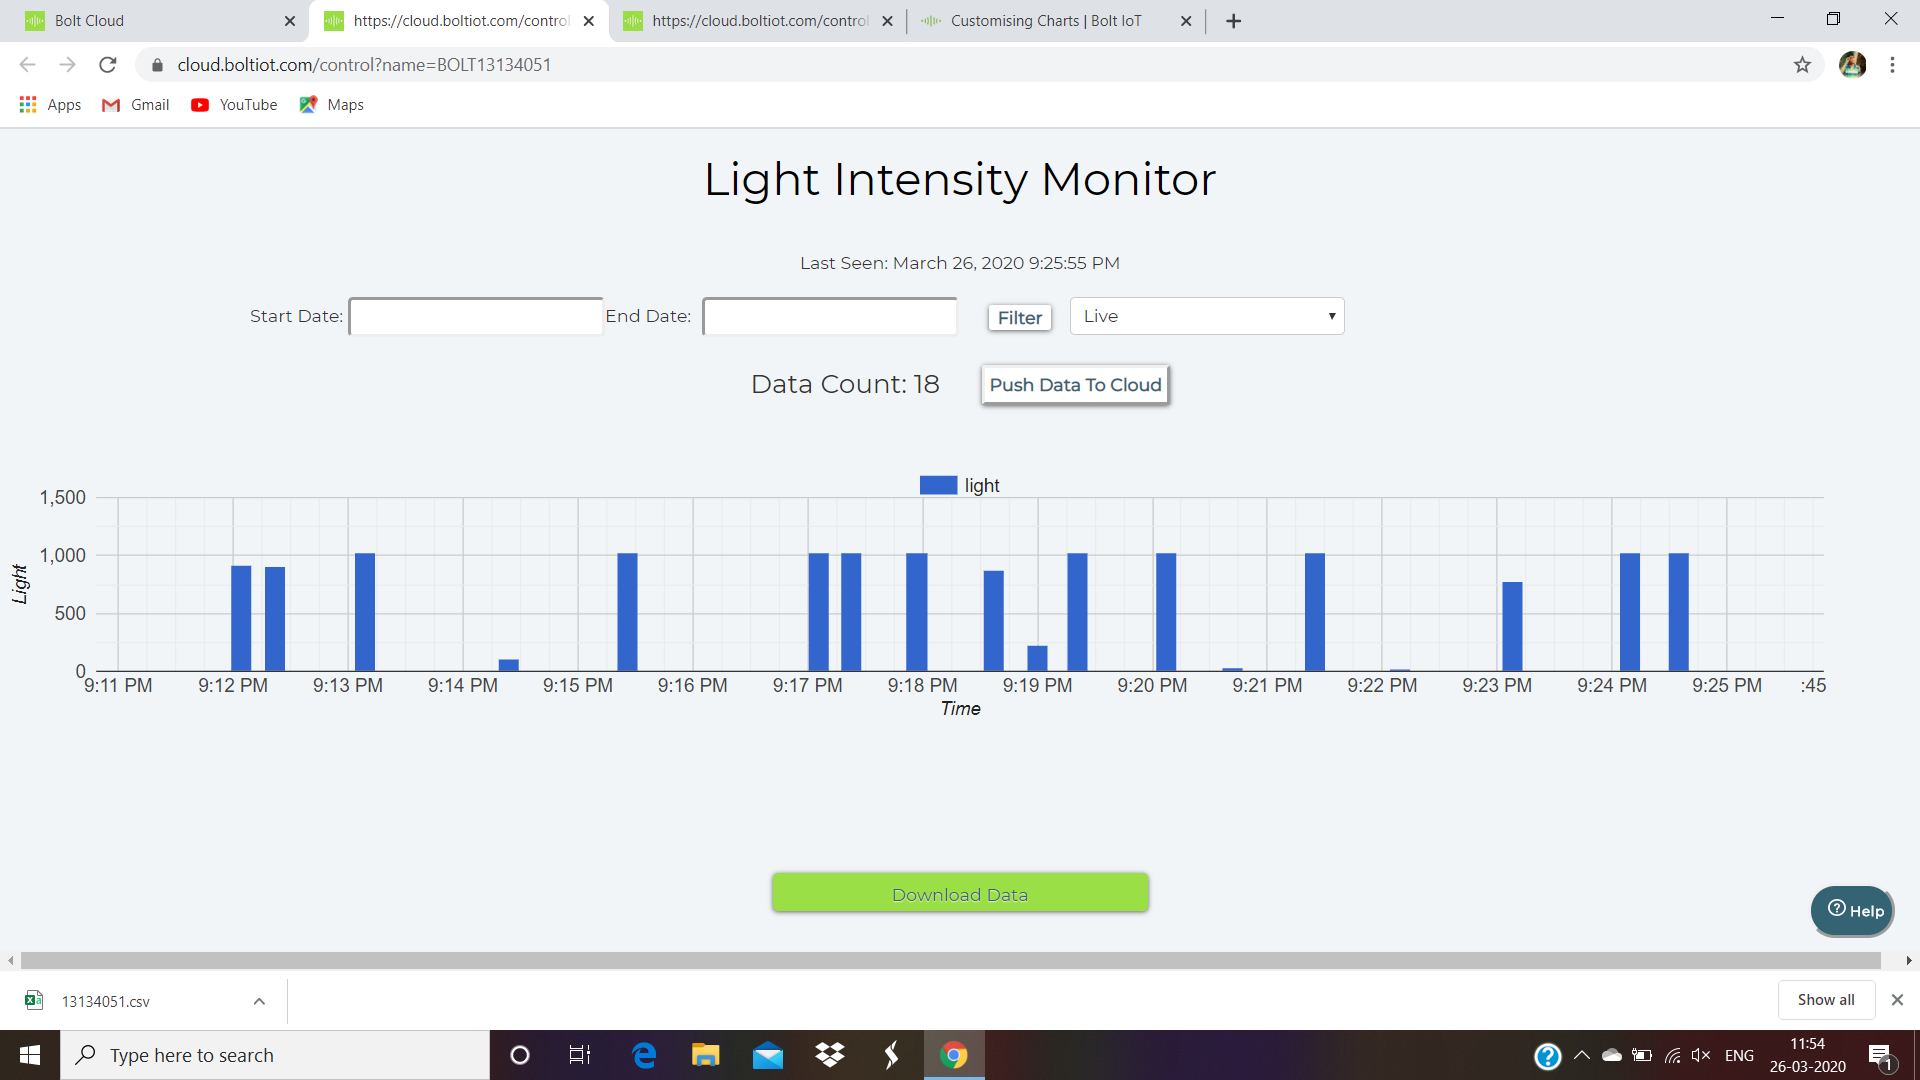 Bolt Cloud
https://cloud.boltiot.com/control
https://cloud.boltiot.com/control
Customising Charts | Bolt IoT
cloud.boltiot.com/control?name=BOLT13134051
Apps
Gmail
YouTube
Maps
Light Intensity Monitor
Last Seen: March 26, 2020 9:25:55 PM
Start Date:
End Date:
Filter
Live
Data Count: 18
Push Data To Cloud
light
1,500
1,000
500
0
Light
9:11 PM 9:12 PM 9:13 PM 9:14 PM 9:15 PM 9:16 PM 9:17 PM 9:18 PM 9:19 PM 9:20 PM 9:21 PM 9:22 PM 9:23 PM 9:24 PM 9:25 PM :45
Time
Download Data
? Help
13134051.csv
Show all
Type here to search
ENG
11:54
26-03-2020
1